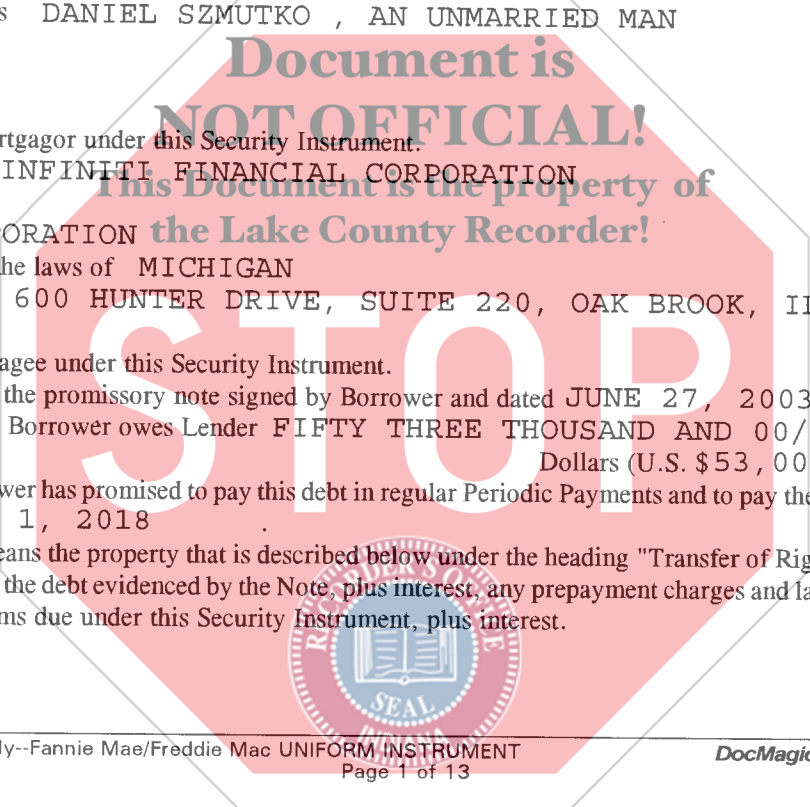 s DANIEL SZMUTKO , AN UNMARRIED MAN
Document is
NOT OFFICIAL!
rtgagor under this Security Instrument.
INFINITI FINANCIAL CORPORATION
This Document is the property of
ORATION the Lake County Recorder!
he laws of MICHIGAN
600 HUNTER DRIVE, SUITE 220, OAK BROOK, I
STOP
agee under this Security Instrument.
the promissory note signed by Borrower and dated JUNE 27, 2003
Borrower owes Lender FIFTY THREE THOUSAND AND 00/
Dollars (U.S. $ 53,00
wer has promised to pay this debt in regular Periodic Payments and to pay the
1, 2018 .
eans the property that is described below under the heading "Transfer of Rig
the debt evidenced by the Note, plus interest, any prepayment charges and la
ms due under this Security Instrument, plus interest.
RECORDER'S OFFICE
SEAL
INDIANA
ly--Fannie Mae/Freddie Mac UNIFORM INSTRUMENT DocMagic
Page 1 of 13